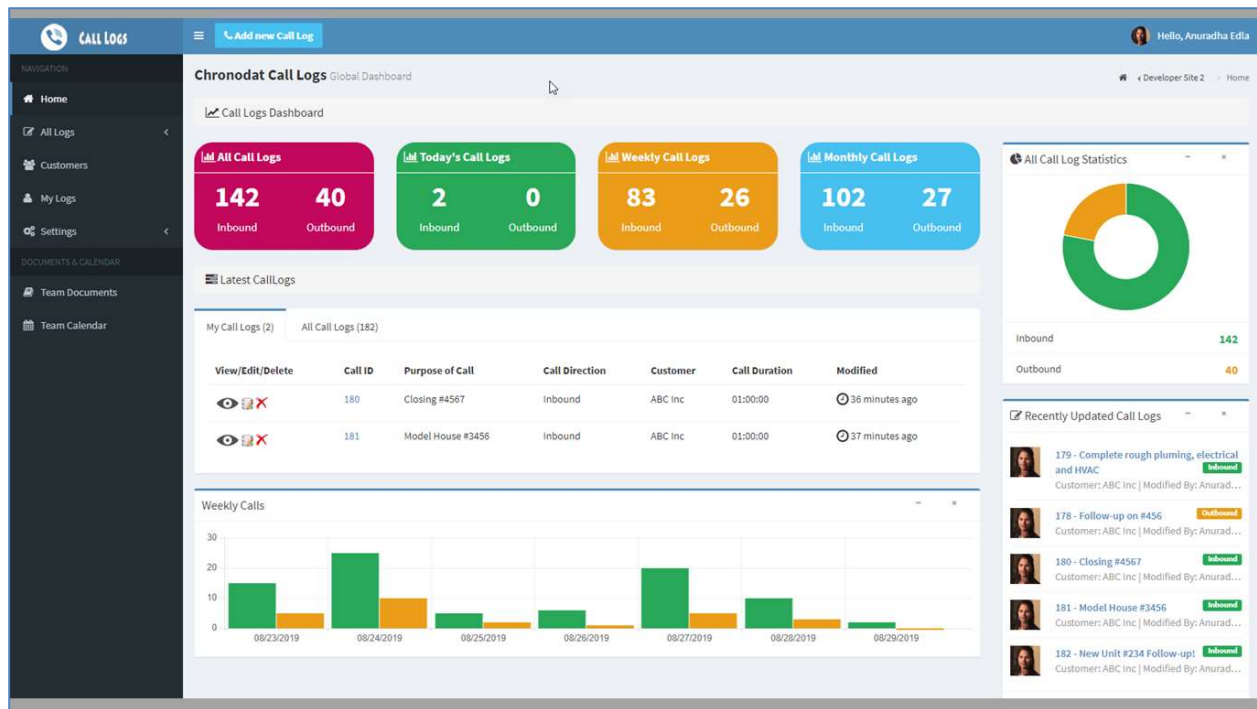 CALL LOGS
Add new Call Log
Hello, Anuradha Edla
NAVIGATION
Home
All Logs
Customers
My Logs
Settings
DOCUMENTS & CALENDAR
Team Documents
Team Calendar
Chronodat Call Logs Global Dashboard
Developer Site 2 Home
Call Logs Dashboard
All Call Logs
142 40
Inbound Outbound
Today's Call Logs
2 0
Inbound Outbound
Weekly Call Logs
83 26
Inbound Outbound
Monthly Call Logs
102 27
Inbound Outbound
Latest CallLogs
My Call Logs (2) All Call Logs (182)
View/Edit/Delete Call ID Purpose of Call Call Direction Customer Call Duration Modified
180 Closing #4567 Inbound ABC Inc 01:00:00 36 minutes ago
181 Model House #3456 Inbound ABC Inc 01:00:00 37 minutes ago
Weekly Calls
30
20
10
0
08/23/2019 08/24/2019 08/25/2019 08/26/2019 08/27/2019 08/28/2019 08/29/2019
All Call Log Statistics
Inbound 142
Outbound 40
Recently Updated Call Logs
179 - Complete rough pluming, electrical
and HVAC Inbound
Customer: ABC Inc | Modified By: Anurad...
178 - Follow-up on #456 Outbound
Customer: ABC Inc | Modified By: Anurad...
180 - Closing #4567 Inbound
Customer: ABC Inc | Modified By: Anurad...
181 - Model House #3456 Inbound
Customer: ABC Inc | Modified By: Anurad...
182 - New Unit #234 Follow-up! Inbound
Customer: ABC Inc | Modified By: Anurad...